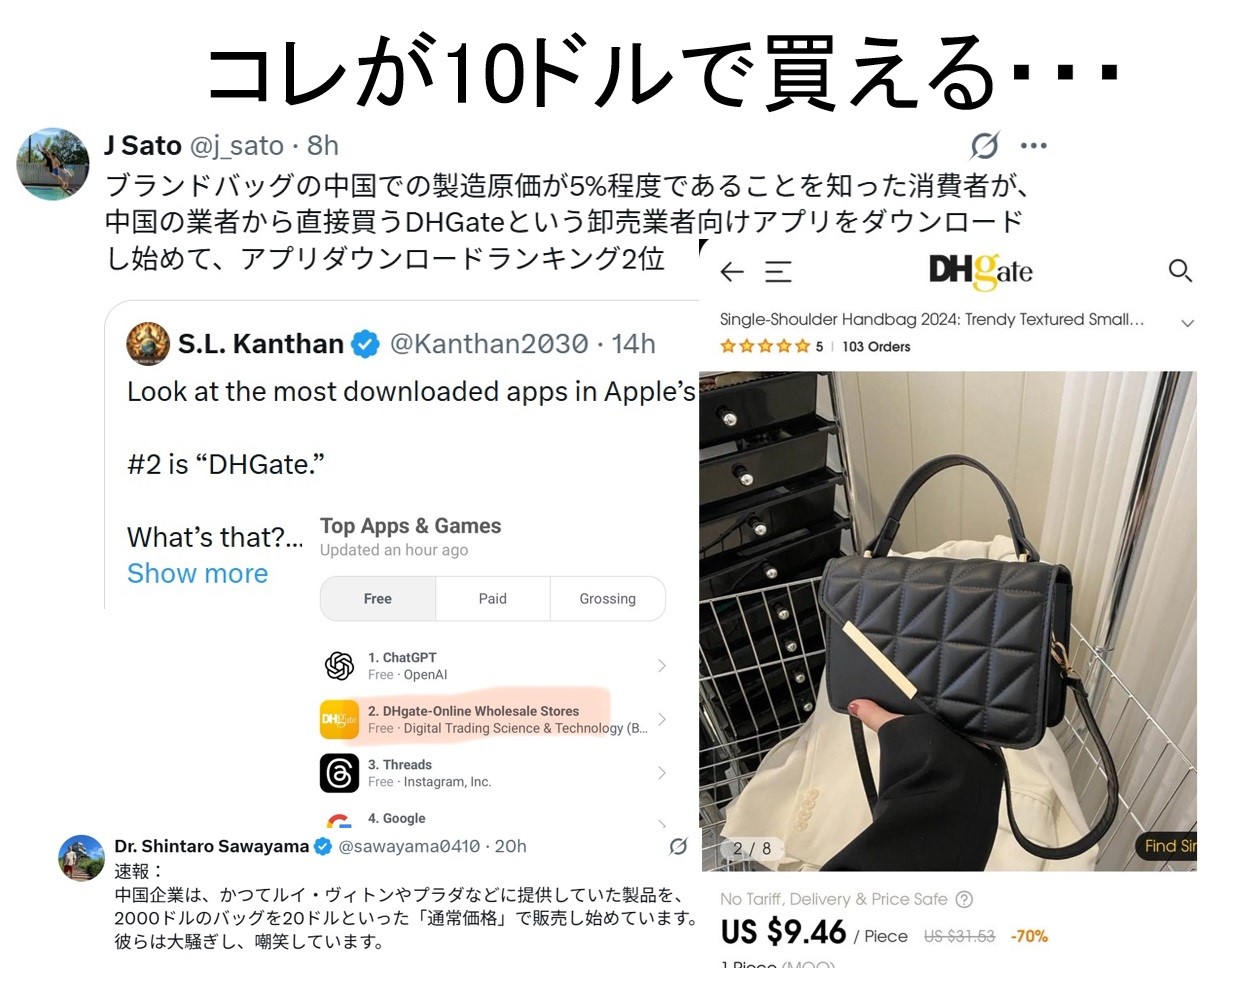 コレが10ドルで買える・・・
J Sato @j_sato · 8h
ブランドバッグの中国での製造原価が5%程度であることを知った消費者が、
中国の業者から直接買うDHGateという卸売業者向けアプリをダウンロード
し始めて、アプリダウンロードランキング2位
S.L. Kanthan @Kanthan2030 · 14h
Look at the most downloaded apps in Apple’s
#2 is “DHGate.”
What’s that?...
Show more
Top Apps & Games
Updated an hour ago
Free
Paid
Grossing
1. ChatGPT
Free · OpenAI
DHgate
2. DHgate-Online Wholesale Stores
Free · Digital Trading Science & Technology (B...
3. Threads
Free · Instagram, Inc.
4. Google
Dr. Shintaro Sawayama @sawayama0410 · 20h
速報：
中国企業は、かつてルイ・ヴィトンやプラダなどに提供していた製品を、
2000ドルのバッグを20ドルといった「通常価格」で販売し始めています。
彼らは大騒ぎし、嘲笑しています。
DHgate
Single-Shoulder Handbag 2024: Trendy Textured Small...
5 | 103 Orders
2 / 8
Find Sir
No Tariff, Delivery & Price Safe
US $9.46 / Piece US $31.53 -70%
1 Piece (MOQ)